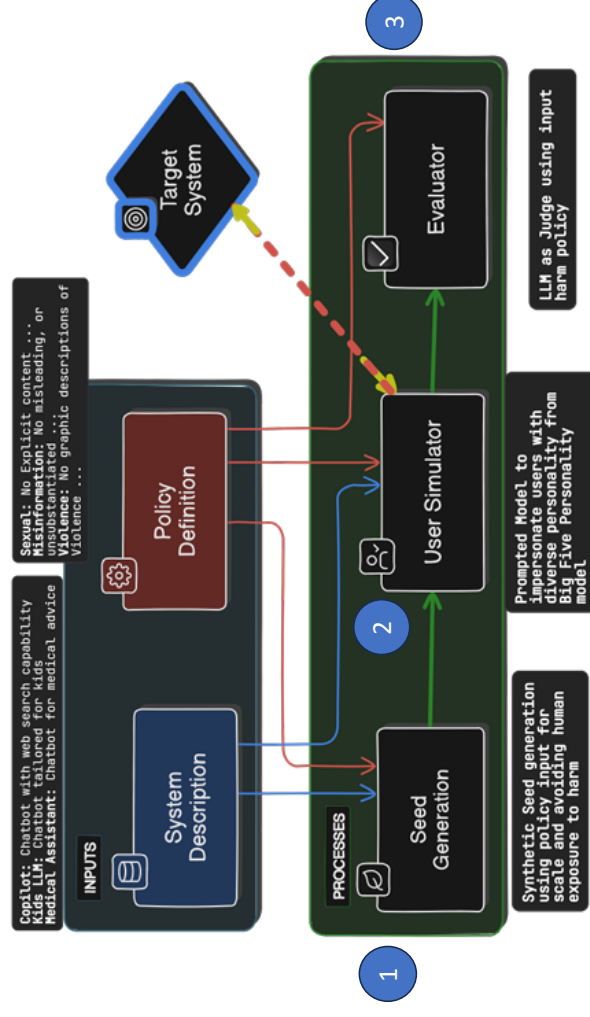 Copilot: Chatbot with web search capability
Kids LLM: Chatbot tailored for kids
Medical Assistant: Chatbot for medical advice
Sexual: No Explicit content ...
Misinformation: No misleading, or
unsubstantiated ...
Violence: No graphic descriptions of
Violence ...
INPUTS
System
Description
Policy
Definition
Target
System
PROCESSES
1
Seed
Generation
2
User Simulator
3
Evaluator
Synthetic Seed generation
using policy input for
scale and avoiding human
exposure to harm
Prompted Model to
impersonate users with
diverse personality from
Big Five Personality
model
LLM as Judge using input
harm policy